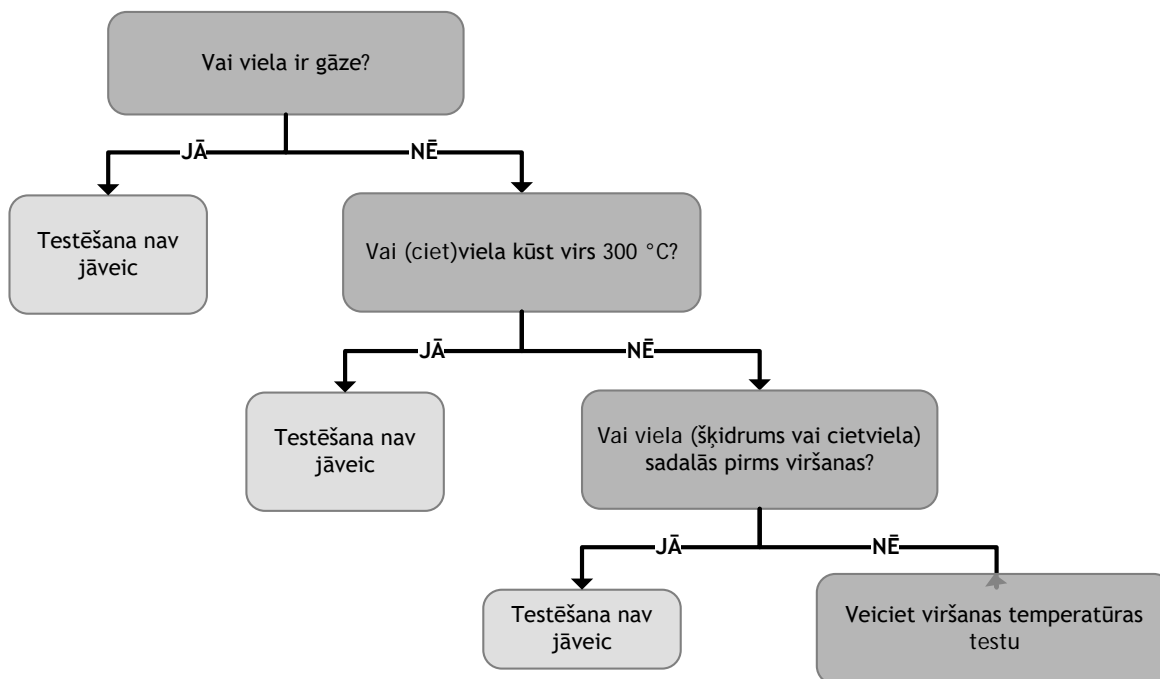 Vai viela ir gāze?
JĀ
NĒ
Testēšana nav
jāveic
Vai (ciet)viela kūst virs 300 °C?
JĀ
NĒ
Testēšana nav
jāveic
Vai viela (šķidrums vai cietviela)
sadalās pirms viršanas?
JĀ
NĒ
Testēšana nav
jāveic
Veiciet viršanas temperatūras
testu